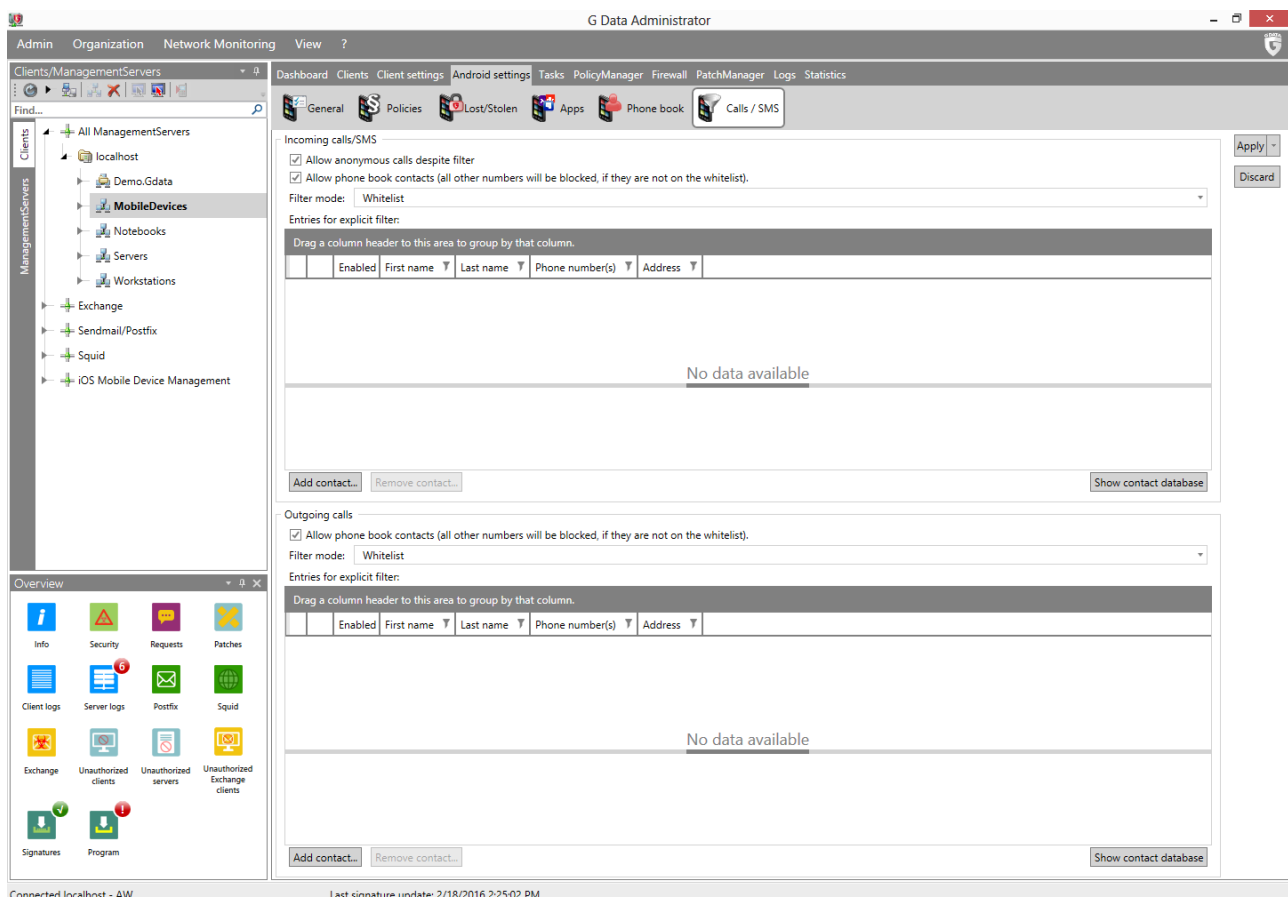 G Data Administrator
Admin Organization Network Monitoring View ?
G DATA
Clients/ManagementServers
Find...
Clients
ManagementServers
All ManagementServers
localhost
Demo.Gdata
MobileDevices
Notebooks
Servers
Workstations
Exchange
Sendmail/Postfix
Squid
iOS Mobile Device Management
Overview
Info Security Requests Patches
6
Client logs Server logs Postfix Squid
Exchange Unauthorized clients Unauthorized servers Unauthorized Exchange clients
Signatures Program
Dashboard Clients Client settings Android settings Tasks PolicyManager Firewall PatchManager Logs Statistics
General Policies Lost/Stolen Apps Phone book Calls / SMS
Incoming calls/SMS
Allow anonymous calls despite filter
Allow phone book contacts (all other numbers will be blocked, if they are not on the whitelist).
Filter mode: Whitelist
Entries for explicit filter:
Drag a column header to this area to group by that column.
Enabled First name Last name Phone number(s) Address
No data available
Add contact... Remove contact... Show contact database
Outgoing calls
Allow phone book contacts (all other numbers will be blocked, if they are not on the whitelist).
Filter mode: Whitelist
Entries for explicit filter:
Drag a column header to this area to group by that column.
Enabled First name Last name Phone number(s) Address
No data available
Add contact... Remove contact... Show contact database
Apply
Discard
Connected localhost - AW Last signature update: 2/18/2016 2:25:02 PM